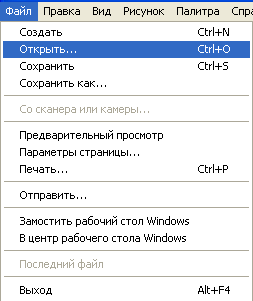 Файл Правка Вид Рисунок Палитра Спра
Создать Ctrl+N
Открыть... Ctrl+O
Сохранить Ctrl+S
Сохранить как...
Со сканера или камеры...
Предварительный просмотр
Параметры страницы...
Печать... Ctrl+P
Отправить...
Замостить рабочий стол Windows
В центр рабочего стола Windows
Последний файл
Выход Alt+F4